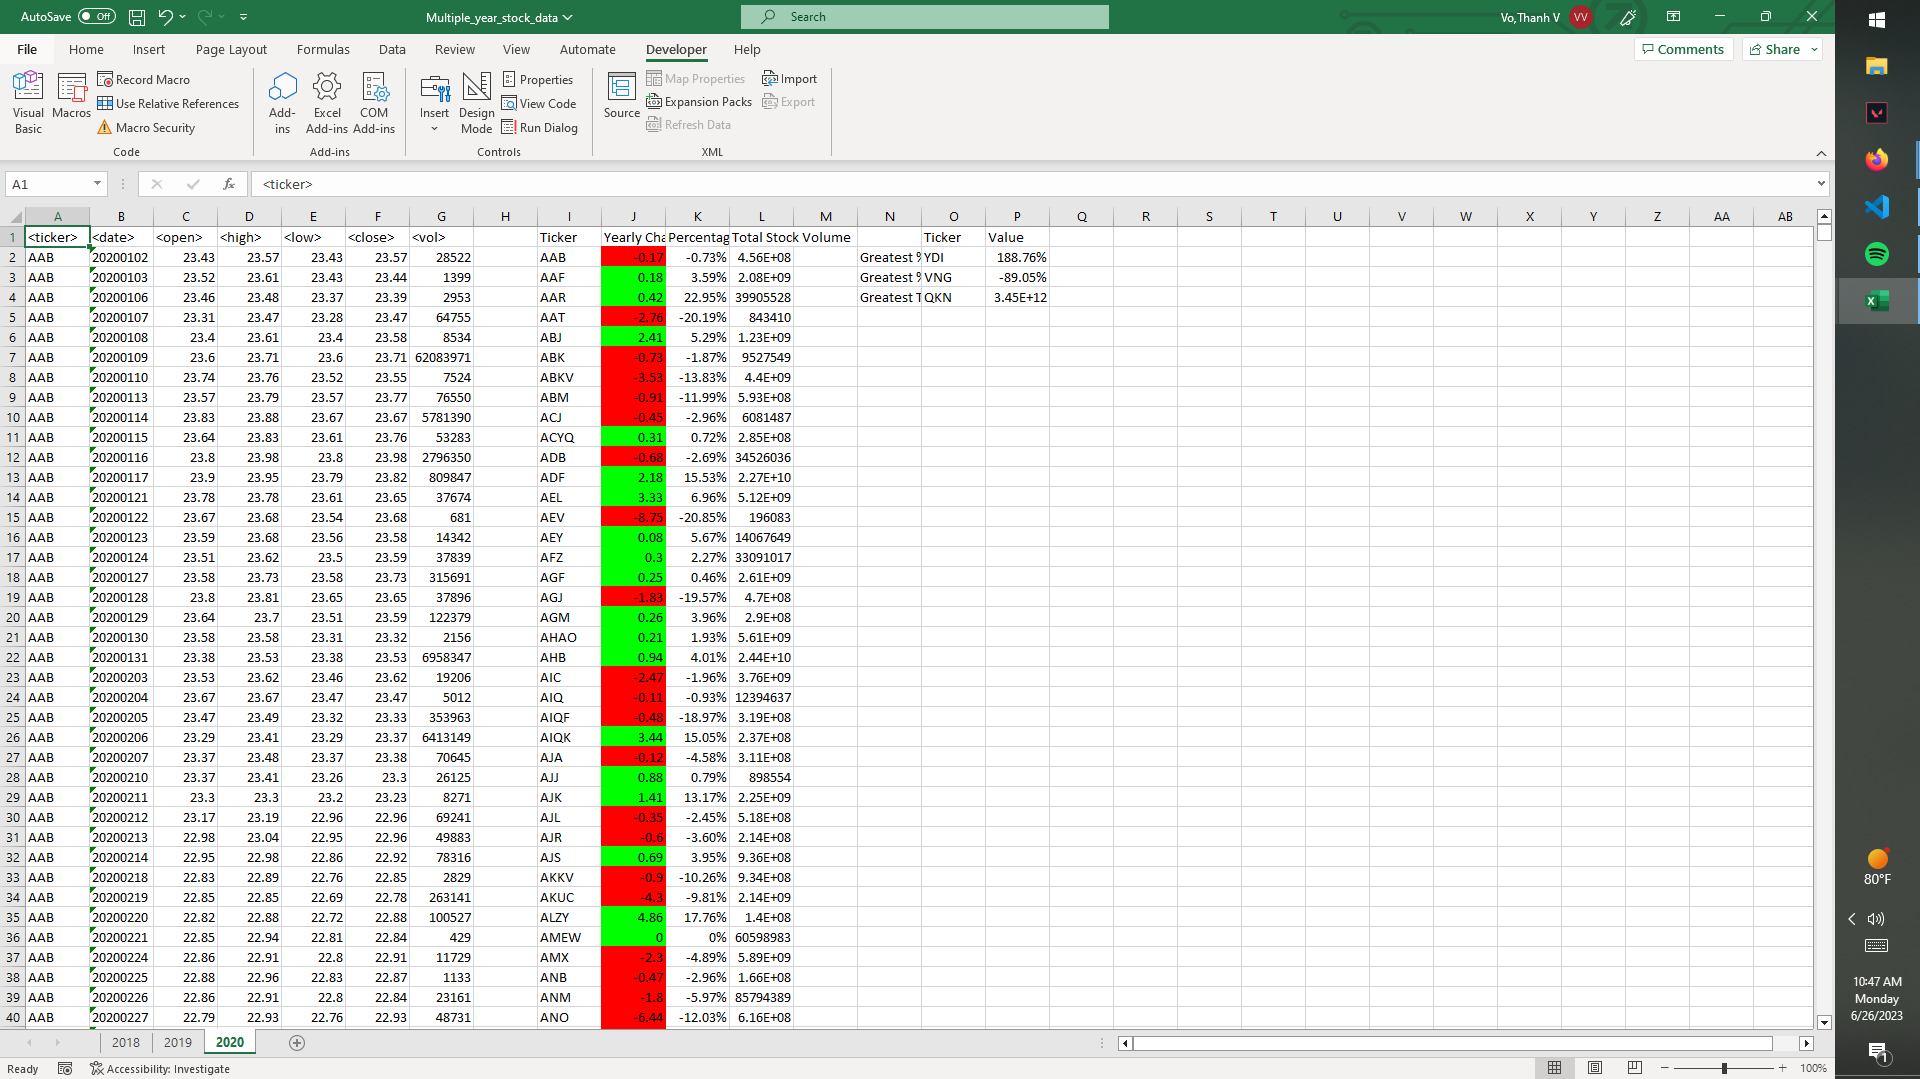 AutoSave Off Multiple_year_stock_data Search Vo,Thanh V VV
File Home Insert Page Layout Formulas Data Review View Automate Developer Help Comments Share
Visual Basic Macros Record Macro Use Relative References Macro Security Code
Add-ins Excel Add-ins COM Add-ins Add-ins
Insert Design Mode Properties View Code Run Dialog Controls
Source Map Properties Expansion Packs Refresh Data Import Export XML
A1 fx <ticker>
A B C D E F G H I J K L M N O P Q R S T U V W X Y Z AA AB
1 <ticker> <date> <open> <high> <low> <close> <vol> Ticker Yearly Cha Percentag Total Stock Volume Ticker Value
2 AAB 20200102 23.43 23.57 23.43 23.57 28522 AAB -0.17 -0.73% 4.56E+08 Greatest % YDI 188.76%
3 AAB 20200103 23.52 23.61 23.43 23.44 1399 AAF 0.18 3.59% 2.08E+09 Greatest % VNG -89.05%
4 AAB 20200106 23.46 23.48 23.37 23.39 2953 AAR 0.42 22.95% 39905528 Greatest T QKN 3.45E+12
5 AAB 20200107 23.31 23.47 23.28 23.47 64755 AAT -2.76 -20.19% 843410
6 AAB 20200108 23.4 23.61 23.4 23.58 8534 ABJ 2.41 5.29% 1.23E+09
7 AAB 20200109 23.6 23.71 23.6 23.71 62083971 ABK -0.73 -1.87% 9527549
8 AAB 20200110 23.74 23.76 23.52 23.55 7524 ABKV -3.53 -13.83% 4.4E+09
9 AAB 20200113 23.57 23.79 23.57 23.77 76550 ABM -0.91 -11.99% 5.93E+08
10 AAB 20200114 23.83 23.88 23.67 23.67 5781390 ACJ -0.45 -2.96% 6081487
11 AAB 20200115 23.64 23.83 23.61 23.76 53283 ACYQ 0.31 0.72% 2.85E+08
12 AAB 20200116 23.8 23.98 23.8 23.98 2796350 ADB -0.68 -2.69% 34526036
13 AAB 20200117 23.9 23.95 23.79 23.82 809847 ADF 2.18 15.53% 2.27E+10
14 AAB 20200121 23.78 23.78 23.61 23.65 37674 AEL 3.33 6.96% 5.12E+09
15 AAB 20200122 23.67 23.68 23.54 23.68 681 AEV -8.75 -20.85% 196083
16 AAB 20200123 23.59 23.68 23.56 23.58 14342 AEY 0.08 5.67% 14067649
17 AAB 20200124 23.51 23.62 23.5 23.59 37839 AFZ 0.3 2.27% 33091017
18 AAB 20200127 23.58 23.73 23.58 23.73 315691 AGF 0.25 0.46% 2.61E+09
19 AAB 20200128 23.8 23.81 23.65 23.65 37896 AGJ -1.83 -19.57% 4.7E+08
20 AAB 20200129 23.64 23.7 23.51 23.59 122379 AGM 0.26 3.96% 2.9E+08
21 AAB 20200130 23.58 23.58 23.31 23.32 2156 AHAO 0.21 1.93% 5.61E+09
22 AAB 20200131 23.38 23.53 23.38 23.53 6958347 AHB 0.94 4.01% 2.44E+10
23 AAB 20200203 23.53 23.62 23.46 23.62 19206 AIC -2.47 -1.96% 3.76E+09
24 AAB 20200204 23.67 23.67 23.47 23.47 5012 AIQ -0.11 -0.93% 12394637
25 AAB 20200205 23.47 23.49 23.32 23.33 353963 AIQF -0.48 -18.97% 3.19E+08
26 AAB 20200206 23.29 23.41 23.29 23.37 6413149 AIQK 3.44 15.05% 2.37E+08
27 AAB 20200207 23.37 23.48 23.37 23.38 70645 AJA -0.12 -4.58% 3.11E+08
28 AAB 20200210 23.37 23.41 23.26 23.3 26125 AJJ 0.88 0.79% 898554
29 AAB 20200211 23.3 23.3 23.2 23.23 8271 AJK 1.41 13.17% 2.25E+09
30 AAB 20200212 23.17 23.19 22.96 22.96 69241 AJL -0.35 -2.45% 5.18E+08
31 AAB 20200213 22.98 23.04 22.95 22.96 49883 AJR -0.6 -3.60% 2.14E+08
32 AAB 20200214 22.95 22.98 22.86 22.92 78316 AJS 0.69 3.95% 9.36E+08
33 AAB 20200218 22.83 22.89 22.76 22.85 2829 AKKV -0.9 -10.26% 9.34E+08
34 AAB 20200219 22.85 22.85 22.69 22.78 263141 AKUC -4.3 -9.81% 2.14E+09
35 AAB 20200220 22.82 22.88 22.72 22.88 100527 ALZY 4.86 17.76% 1.4E+08
36 AAB 20200221 22.85 22.94 22.81 22.84 429 AMEW 0 0% 60598983
37 AAB 20200224 22.86 22.91 22.8 22.91 11729 AMX -2.3 -4.89% 5.89E+09
38 AAB 20200225 22.88 22.96 22.83 22.87 1133 ANB -0.47 -2.96% 1.66E+08
39 AAB 20200226 22.86 22.91 22.8 22.84 23161 ANM -1.8 -5.97% 85794389
40 AAB 20200227 22.79 22.93 22.76 22.93 48731 ANO -6.44 -12.03% 6.16E+08
2018 2019 2020
Ready Accessibility: Investigate 100%
80°F
10:47 AM
Monday
6/26/2023
1